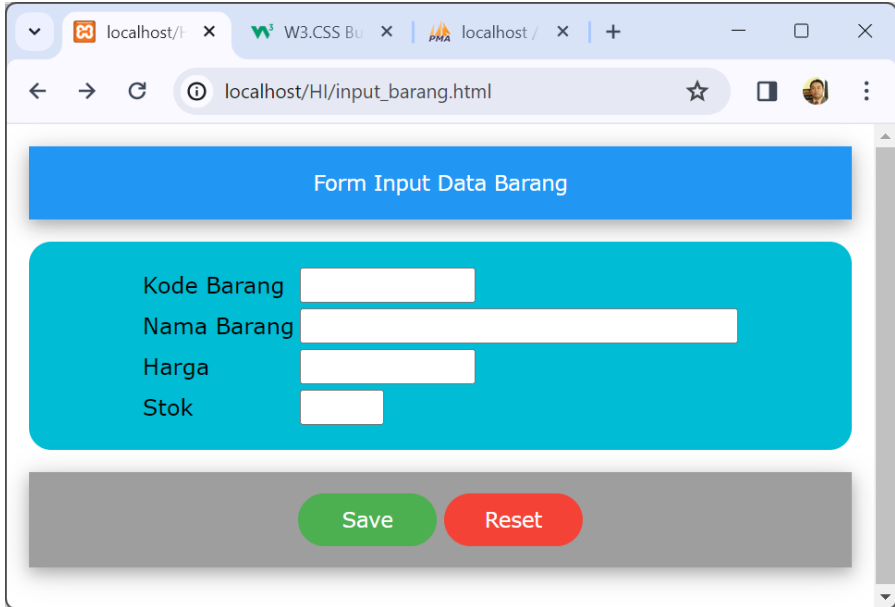 localhost/H
W3.CSS Bu
PMA localhost /
localhost/HI/input_barang.html
Form Input Data Barang
Kode Barang
Nama Barang
Harga
Stok
Save Reset